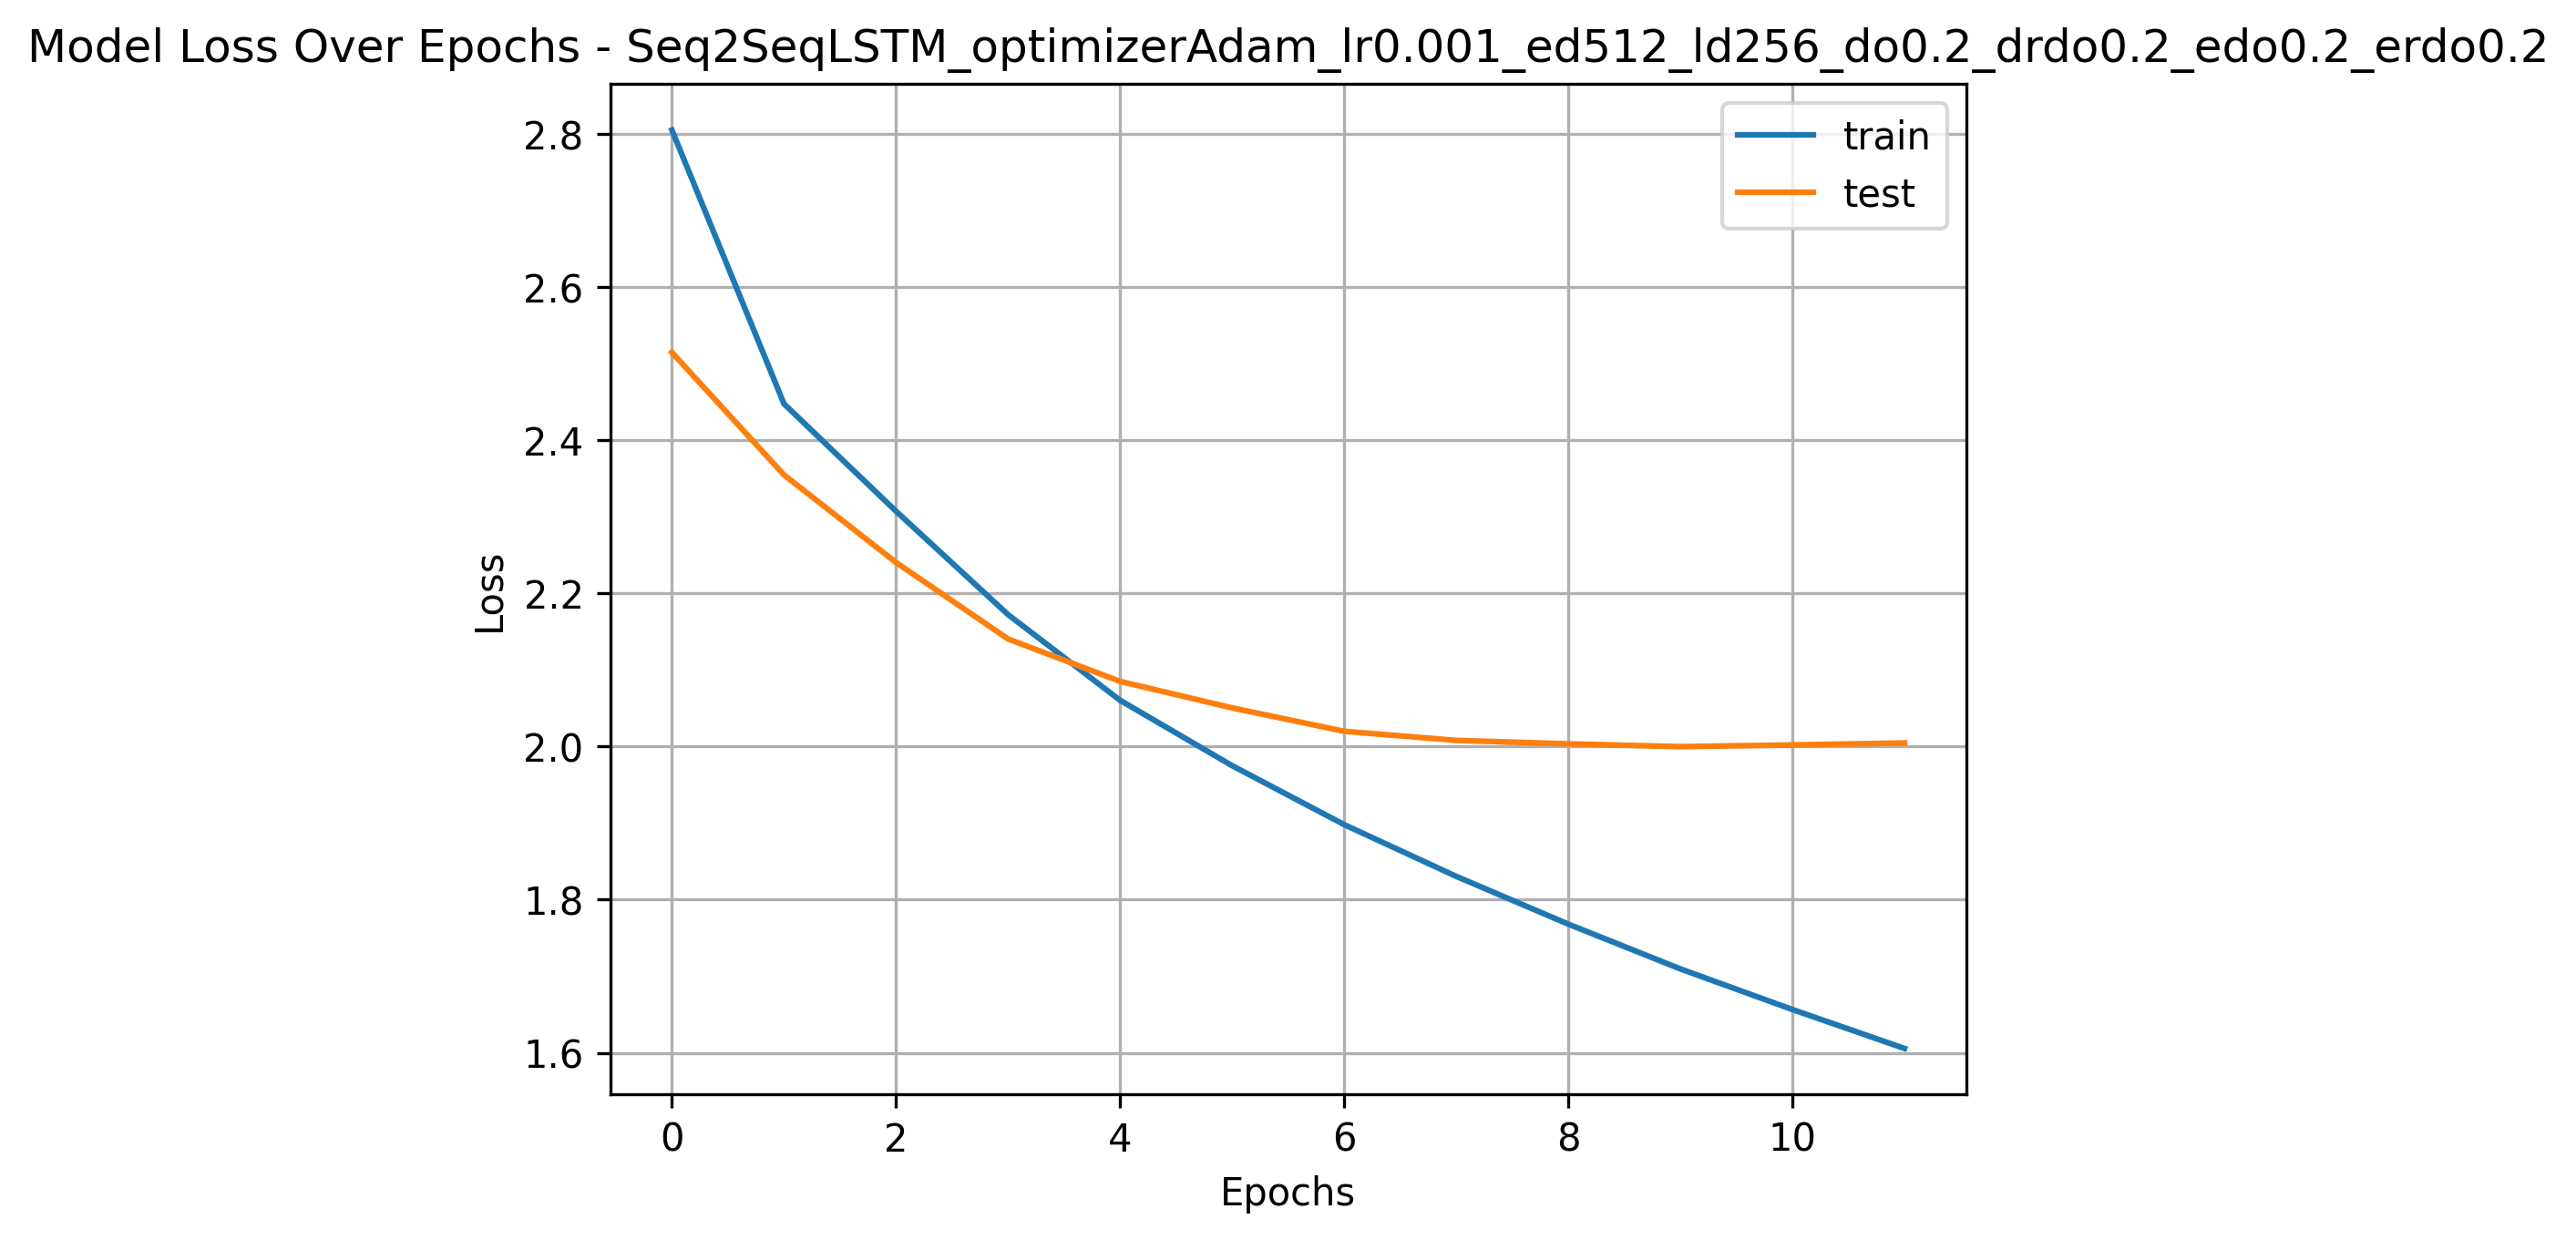 Model Loss Over Epochs - Seq2SeqLSTM_optimizerAdam_lr0.001_ed512_ld256_do0.2_drdo0.2_edo0.2_erdo0.2
train
test
2.8
2.6
2.4
2.2
2.0
1.8
1.6
Loss
0 2 4 6 8 10
Epochs